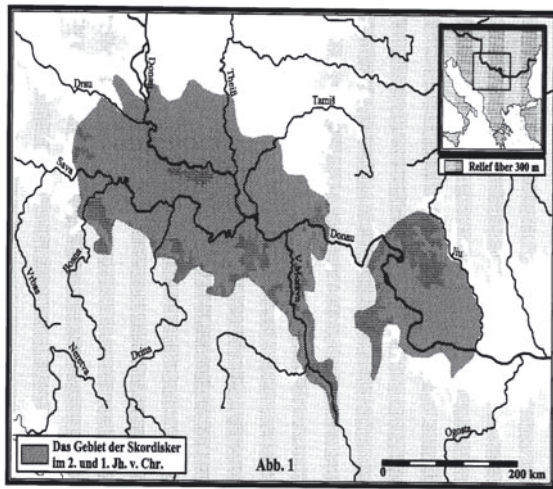 Drau
Donau
Theiß
Tamiš
Sava
Vrbas
Bosna
Drina
Neretva
V. Morava
Donau
Jiu
Ogosta
Relief über 300 m
Das Gebiet der Skordisker
im 2. und 1. Jh. v. Chr.
Abb. 1
0
200 km